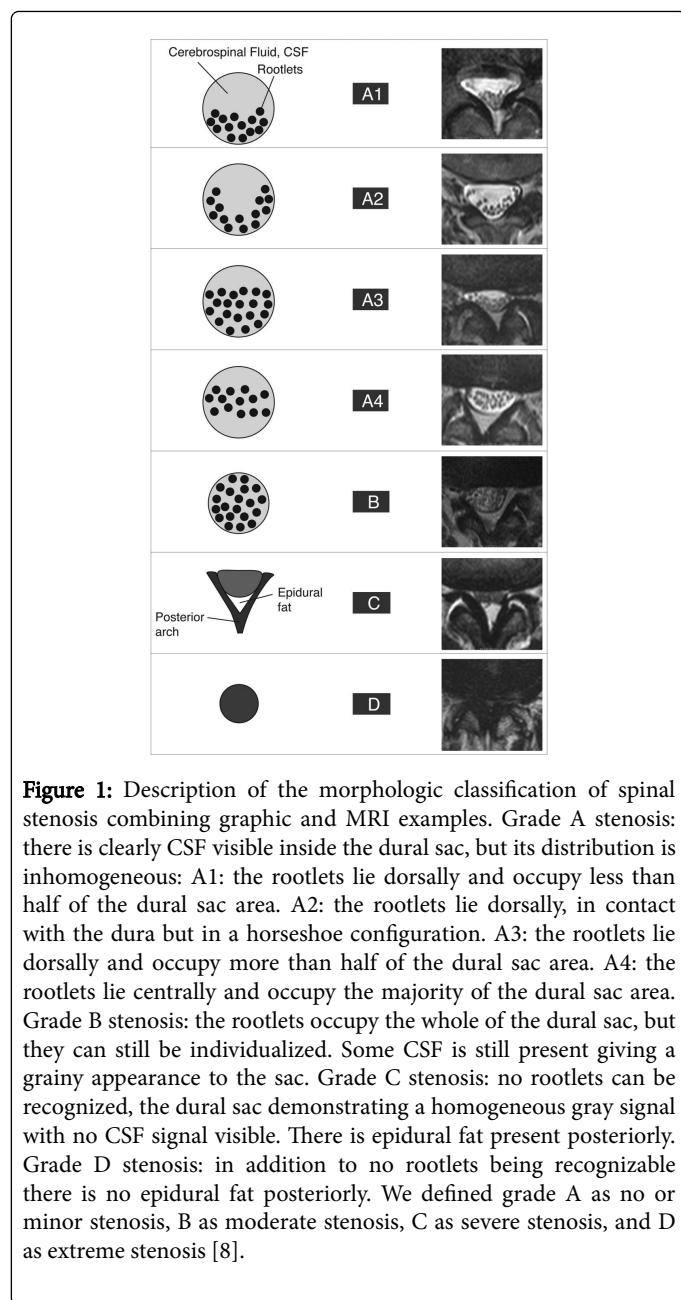 Cerebrospinal Fluid, CSF
Rootlets
A1
A2
A3
A4
B
Epidural
fat
Posterior
arch
C
D
Figure 1: Description of the morphologic classification of spinal
stenosis combining graphic and MRI examples. Grade A stenosis:
there is clearly CSF visible inside the dural sac, but its distribution is
inhomogeneous: A1: the rootlets lie dorsally and occupy less than
half of the dural sac area. A2: the rootlets lie dorsally, in contact
with the dura but in a horseshoe configuration. A3: the rootlets lie
dorsally and occupy more than half of the dural sac area. A4: the
rootlets lie centrally and occupy the majority of the dural sac area.
Grade B stenosis: the rootlets occupy the whole of the dural sac, but
they can still be individualized. Some CSF is still present giving a
grainy appearance to the sac. Grade C stenosis: no rootlets can be
recognized, the dural sac demonstrating a homogeneous gray signal
with no CSF signal visible. There is epidural fat present posteriorly.
Grade D stenosis: in addition to no rootlets being recognizable
there is no epidural fat posteriorly. We defined grade A as no or
minor stenosis, B as moderate stenosis, C as severe stenosis, and D
as extreme stenosis [8].